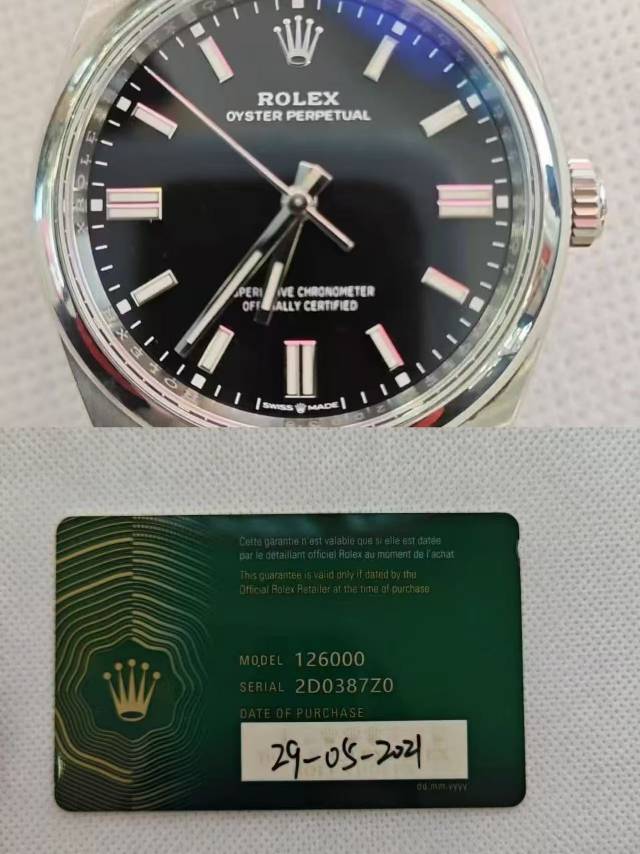 ROLEX
OYSTER PERPETUAL
CHRONOMETER
CERTIFIED
SWISS MADE
Cette garantie n'est valable que si elle est datée
par le détaillant officiel Rolex au moment de l'achat
This guarantee is valid only if dated by the
Official Rolex Retailer at the time of purchase
MODEL 126000
SERIAL 2D0387Z0
DATE OF PURCHASE
29-05-2021
dd.mm.yyyy